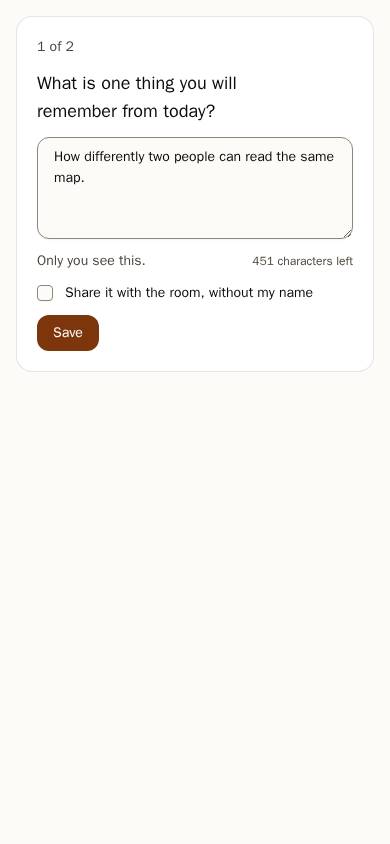 1 of 2
What is one thing you will
remember from today?
How differently two people can read the same
map.
Only you see this.
451 characters left
Share it with the room, without my name
Save